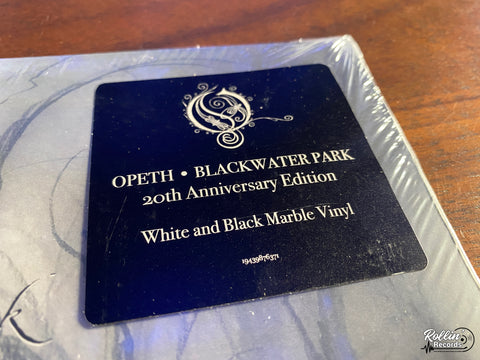 OPETH • BLACKWATER PARK
20th Anniversary Edition
White and Black Marble Vinyl
19439876371
k
Rollin
Records